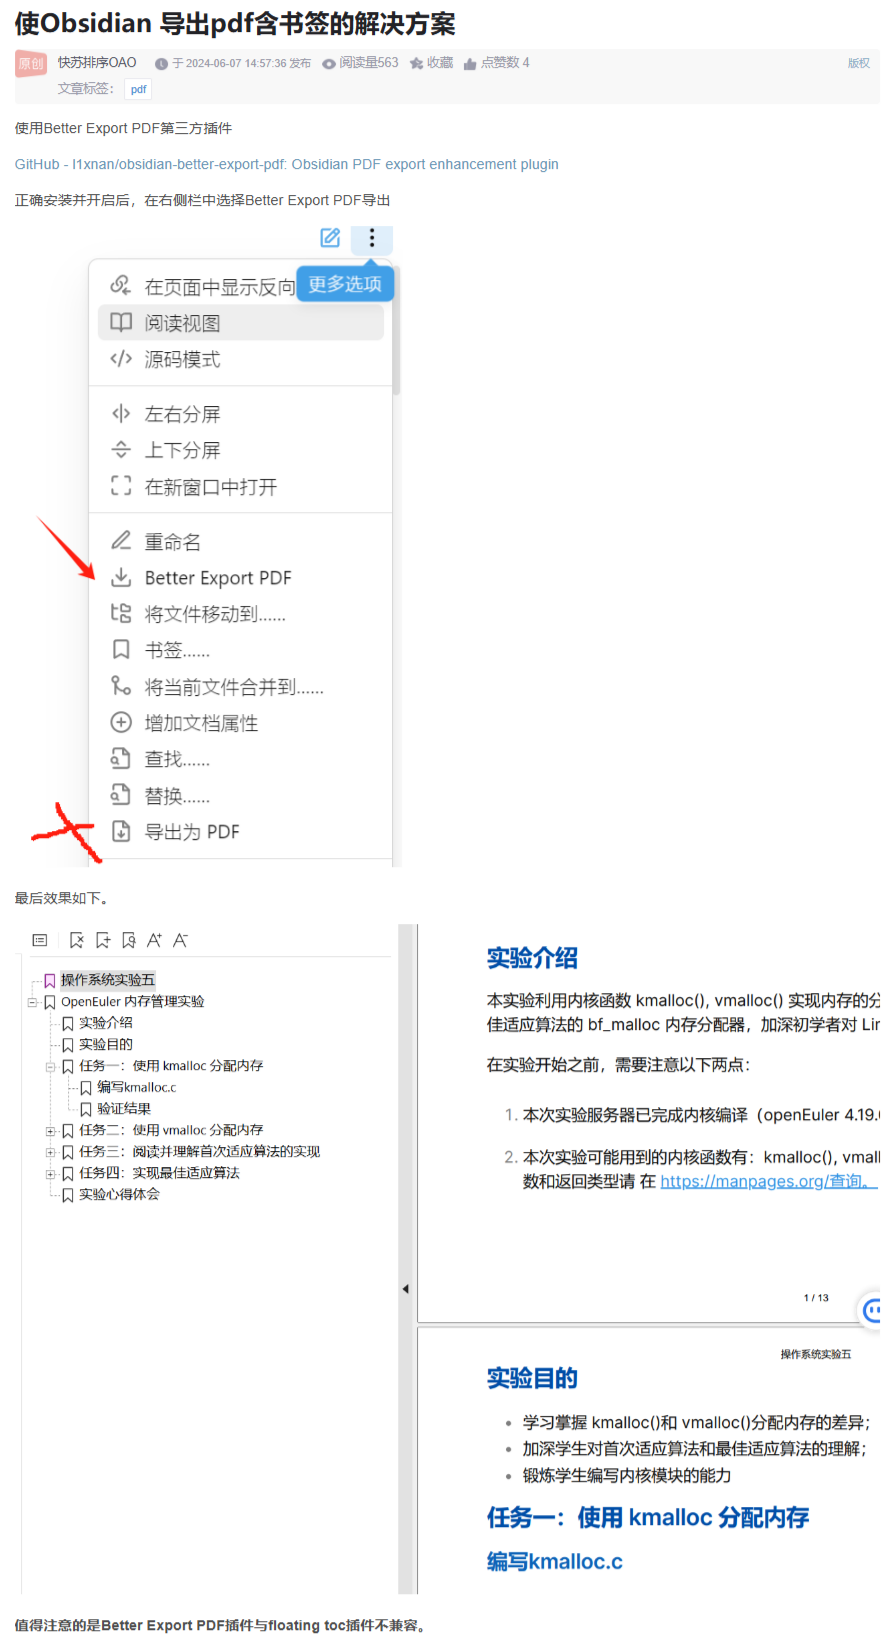 使Obsidian 导出pdf含书签的解决方案
原创 快苏排序OAO 于 2024-06-07 14:57:36 发布 阅读量563 收藏 点赞数 4 版权
文章标签： pdf
使用Better Export PDF第三方插件
GitHub - l1xnan/obsidian-better-export-pdf: Obsidian PDF export enhancement plugin
正确安装并开启后，在右侧栏中选择Better Export PDF导出
在页面中显示反向
更多选项
阅读视图
源码模式
左右分屏
上下分屏
在新窗口中打开
重命名
Better Export PDF
将文件移动到......
书签......
将当前文件合并到......
增加文档属性
查找......
替换......
导出为 PDF
最后效果如下。
操作系统实验五
OpenEuler 内存管理实验
实验介绍
实验目的
任务一：使用 kmalloc 分配内存
编写kmalloc.c
验证结果
任务二：使用 vmalloc 分配内存
任务三：阅读并理解首次适应算法的实现
任务四：实现最佳适应算法
实验心得体会
实验介绍
本实验利用内核函数 kmalloc(), vmalloc() 实现内存的分
佳适应算法的 bf_malloc 内存分配器，加深初学者对 Lin
在实验开始之前，需要注意以下两点：
1. 本次实验服务器已完成内核编译（openEuler 4.19.0
2. 本次实验可能用到的内核函数有：kmalloc(), vmall
数和返回类型请 在 https://manpages.org/查询。
1 / 13
操作系统实验五
实验目的
• 学习掌握 kmalloc()和 vmalloc()分配内存的差异；
• 加深学生对首次适应算法和最佳适应算法的理解；
• 锻炼学生编写内核模块的能力
任务一：使用 kmalloc 分配内存
编写kmalloc.c
值得注意的是Better Export PDF插件与floating toc插件不兼容。